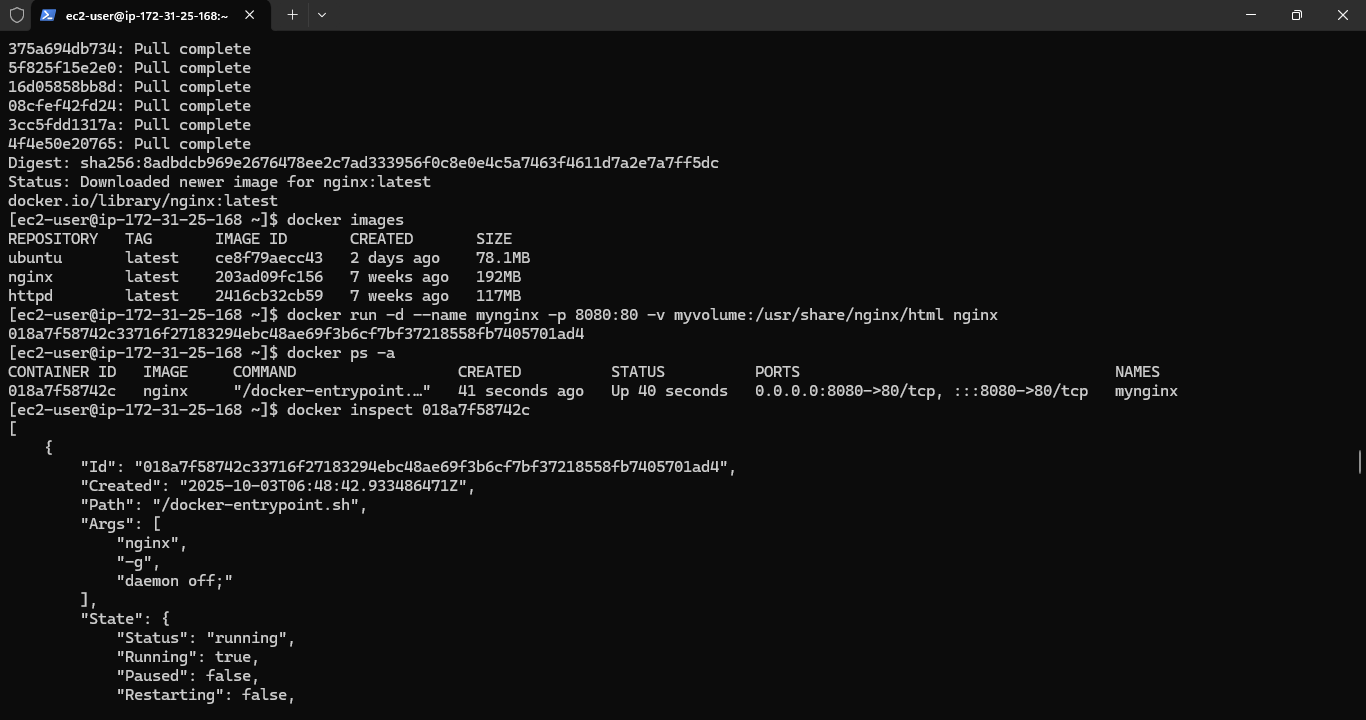 ec2-user@ip-172-31-25-168:~
375a694db734: Pull complete
5f825f15e2e0: Pull complete
16d05858bb8d: Pull complete
08cfef42fd24: Pull complete
3cc5fdd1317a: Pull complete
4f4e50e20765: Pull complete
Digest: sha256:8adbdcb969e2676478ee2c7ad333956f0c8e0e4c5a7463f4611d7a2e7a7ff5dc
Status: Downloaded newer image for nginx:latest
docker.io/library/nginx:latest
[ec2-user@ip-172-31-25-168 ~]$ docker images
REPOSITORY   TAG       IMAGE ID       CREATED       SIZE
ubuntu       latest    ce8f79aecc43   2 days ago    78.1MB
nginx        latest    203ad09fc156   7 weeks ago   192MB
httpd        latest    2416cb32cb59   7 weeks ago   117MB
[ec2-user@ip-172-31-25-168 ~]$ docker run -d --name mynginx -p 8080:80 -v myvolume:/usr/share/nginx/html nginx
018a7f58742c33716f27183294ebc48ae69f3b6cf7bf37218558fb7405701ad4
[ec2-user@ip-172-31-25-168 ~]$ docker ps -a
CONTAINER ID   IMAGE     COMMAND                  CREATED          STATUS          PORTS                                   NAMES
018a7f58742c   nginx     "/docker-entrypoint.…"   41 seconds ago   Up 40 seconds   0.0.0.0:8080->80/tcp, :::8080->80/tcp   mynginx
[ec2-user@ip-172-31-25-168 ~]$ docker inspect 018a7f58742c
[
    {
        "Id": "018a7f58742c33716f27183294ebc48ae69f3b6cf7bf37218558fb7405701ad4",
        "Created": "2025-10-03T06:48:42.933486471Z",
        "Path": "/docker-entrypoint.sh",
        "Args": [
            "nginx",
            "-g",
            "daemon off;"
        ],
        "State": {
            "Status": "running",
            "Running": true,
            "Paused": false,
            "Restarting": false,